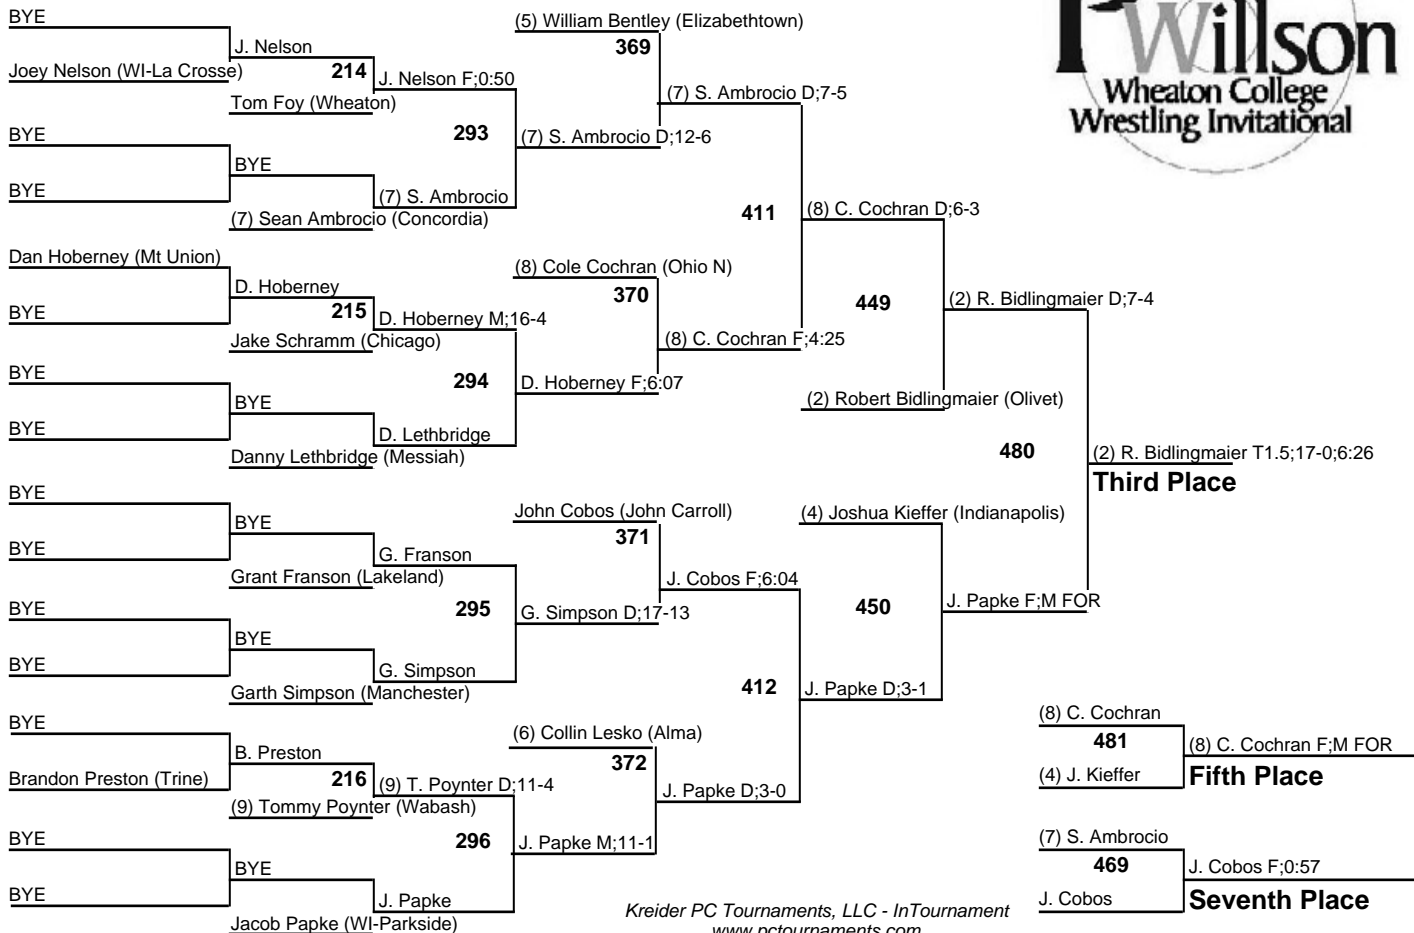 BYE
J. Nelson
Joey Nelson (WI-La Crosse)
214
J. Nelson F;0:50
Tom Foy (Wheaton)
293
BYE
BYE
BYE
(7) S. Ambrocio
(7) Sean Ambrocio (Concordia)
(5) William Bentley (Elizabethtown)
369
(7) S. Ambrocio D;12-6
(7) S. Ambrocio D;7-5
Dan Hoberney (Mt Union)
D. Hoberney
BYE
215
D. Hoberney M;16-4
Jake Schramm (Chicago)
294
BYE
BYE
BYE
D. Lethbridge
Danny Lethbridge (Messiah)
(8) Cole Cochran (Ohio N)
370
D. Hoberney F;6:07
(8) C. Cochran F;4:25
411
(8) C. Cochran D;6-3
449
(2) Robert Bidlingmaier (Olivet)
(2) R. Bidlingmaier D;7-4
BYE
BYE
BYE
G. Franson
Grant Franson (Lakeland)
295
BYE
BYE
BYE
G. Simpson
Garth Simpson (Manchester)
John Cobos (John Carroll)
371
G. Simpson D;17-13
J. Cobos F;6:04
BYE
B. Preston
Brandon Preston (Trine)
216
(9) T. Poynter D;11-4
(9) Tommy Poynter (Wabash)
296
BYE
BYE
BYE
J. Papke
Jacob Papke (WI-Parkside)
(6) Collin Lesko (Alma)
372
J. Papke M;11-1
J. Papke D;3-0
412
J. Papke D;3-1
(4) Joshua Kieffer (Indianapolis)
450
J. Papke F;M FOR
480
(2) R. Bidlingmaier T1.5;17-0;6:26
Third Place
(8) C. Cochran
481
(4) J. Kieffer
(8) C. Cochran F;M FOR
Fifth Place
(7) S. Ambrocio
469
J. Cobos
J. Cobos F;0:57
Seventh Place
Willson
Wheaton College
Wrestling Invitational
Kreider PC Tournaments, LLC - InTournament
www.pctournaments.com